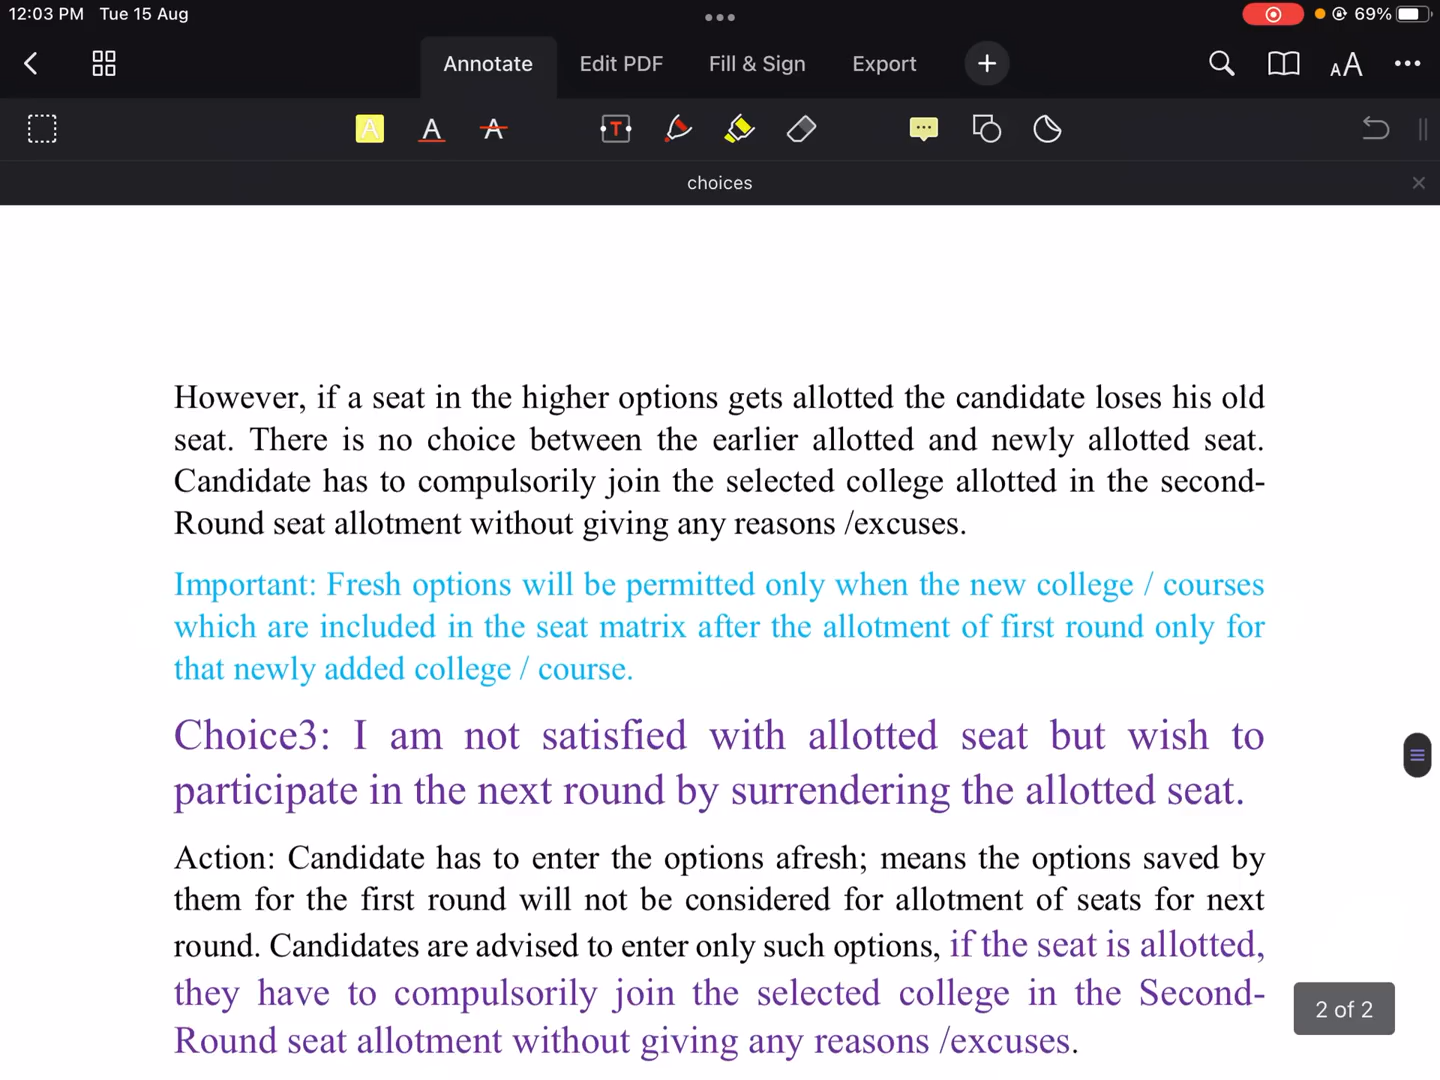 12:03 PM Tue 15 Aug
69%
Annotate Edit PDF Fill & Sign Export
A A A T
choices
However, if a seat in the higher options gets allotted the candidate loses his old
seat. There is no choice between the earlier allotted and newly allotted seat.
Candidate has to compulsorily join the selected college allotted in the second-
Round seat allotment without giving any reasons /excuses.
Important: Fresh options will be permitted only when the new college / courses
which are included in the seat matrix after the allotment of first round only for
that newly added college / course.
Choice3: I am not satisfied with allotted seat but wish to
participate in the next round by surrendering the allotted seat.
Action: Candidate has to enter the options afresh; means the options saved by
them for the first round will not be considered for allotment of seats for next
round. Candidates are advised to enter only such options, if the seat is allotted,
they have to compulsorily join the selected college in the Second-
Round seat allotment without giving any reasons /excuses.
2 of 2